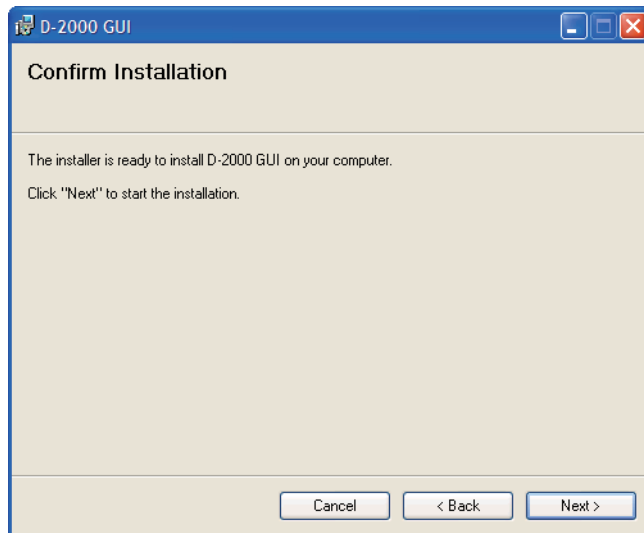 D-2000 GUI
Confirm Installation
The installer is ready to install D-2000 GUI on your computer.
Click "Next" to start the installation.
Cancel
< Back
Next >